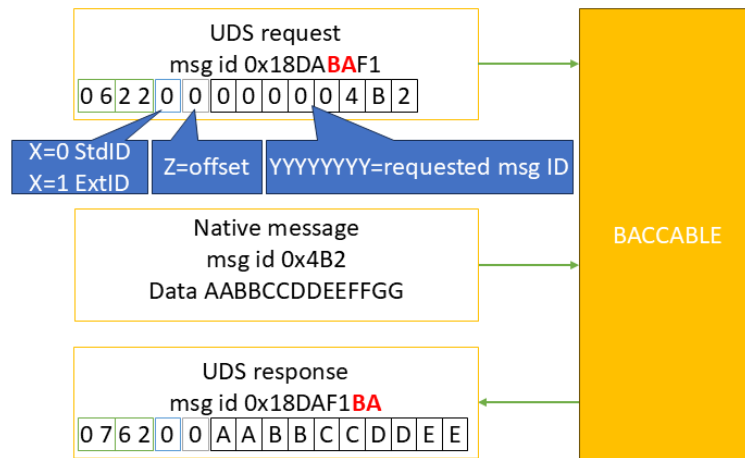 UDS request
msg id 0x18DABAF1
0 6 2 2 0 0 0 0 0 0 0 4 B 2
X=0 StdID
X=1 ExtID
Z=offset
YYYYYYYY=requested msg ID
Native message
msg id 0x4B2
Data AABBCCDDEEFFGG
BACCABLE
UDS response
msg id 0x18DAF1BA
0 7 6 2 0 0 A A B B C C D D E E